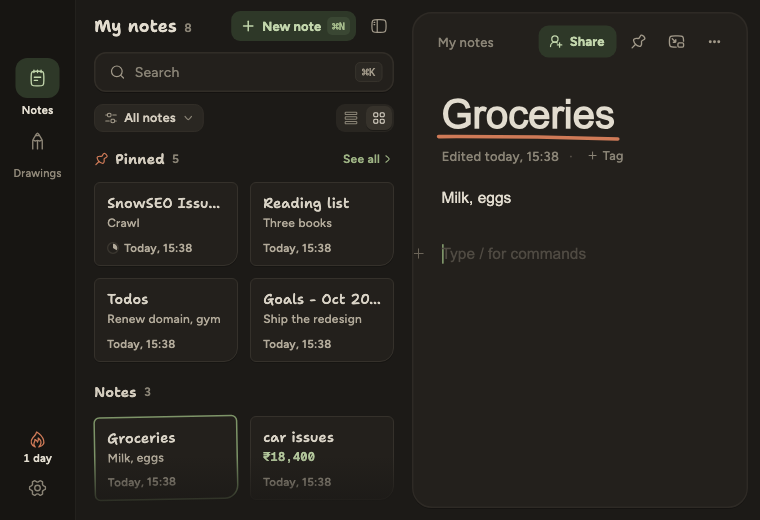 Notes
Drawings
1 day
My notes 8
New note ⌘N
Search ⌘K
All notes
Pinned 5
See all
SnowSEO Issu...
Crawl
Today, 15:38
Reading list
Three books
Today, 15:38
Todos
Renew domain, gym
Today, 15:38
Goals - Oct 20...
Ship the redesign
Today, 15:38
Notes 3
Groceries
Milk, eggs
Today, 15:38
car issues
₹18,400
Today, 15:38
My notes
Share
Groceries
Edited today, 15:38 · + Tag
Milk, eggs
Type / for commands